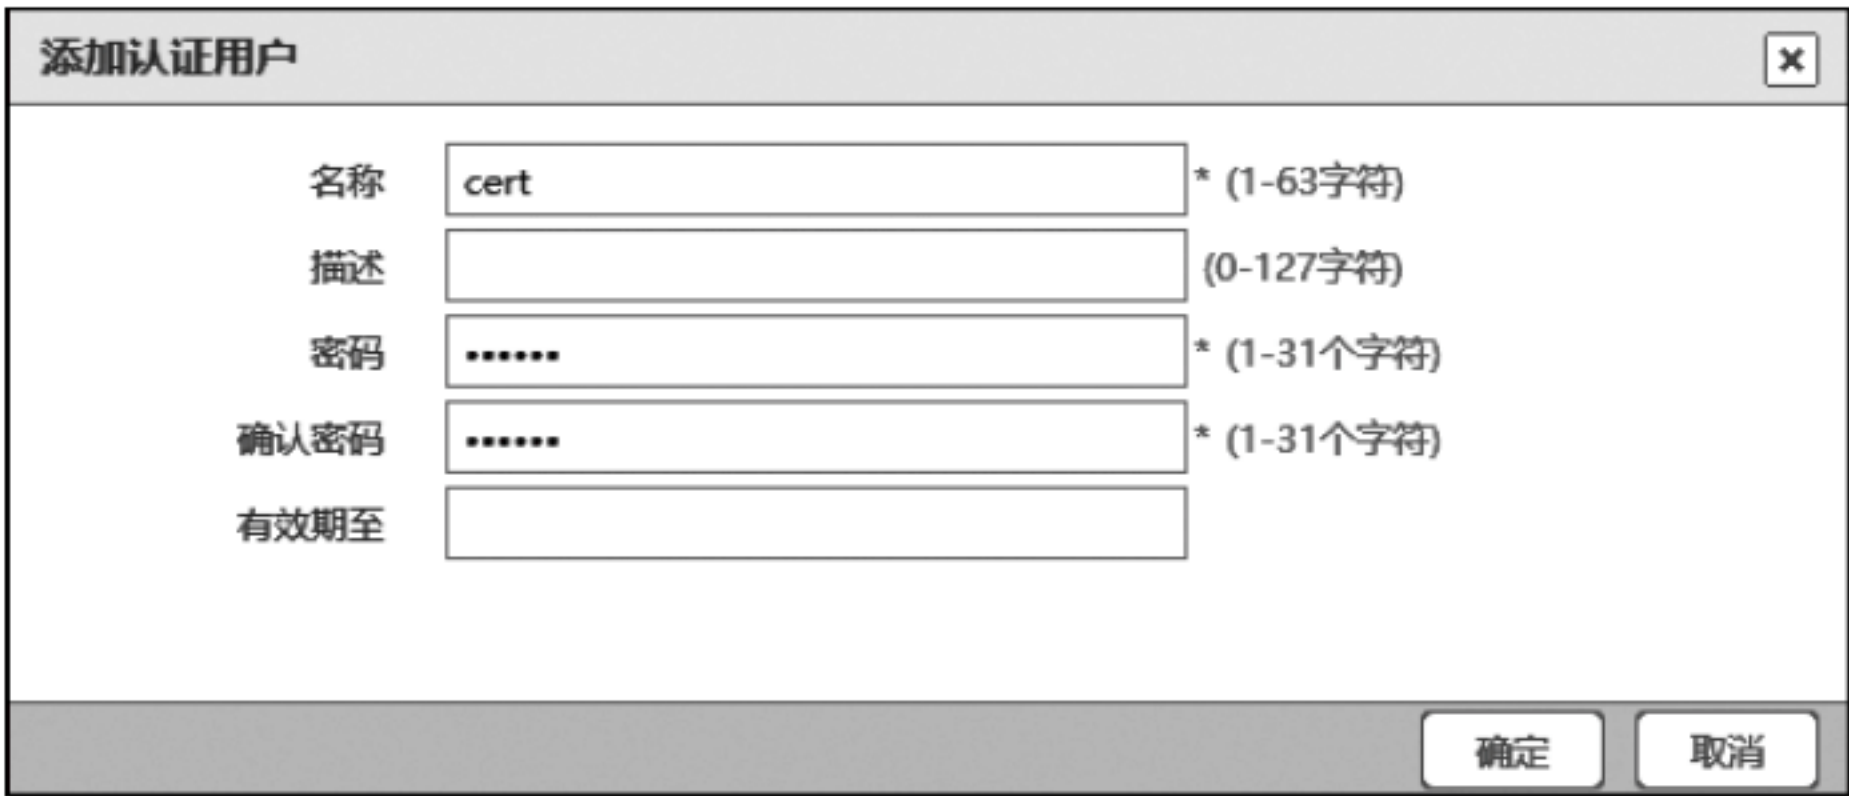 添加认证用户
名称 cert * (1-63字符)
描述 (0-127字符)
密码 •••••• * (1-31个字符)
确认密码 •••••• * (1-31个字符)
有效期至
确定 取消